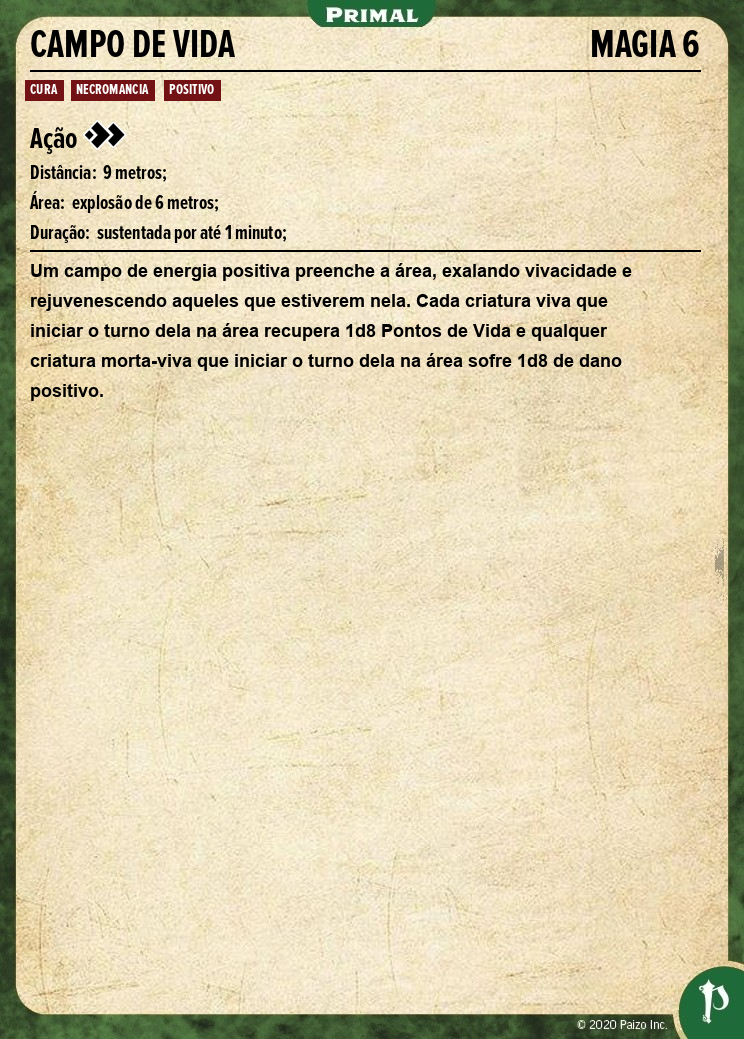 PRIMAL
CAMPO DE VIDA MAGIA 6
CURA NECROMANCIA POSITIVO
Ação
Distância: 9 metros;
Área: explosão de 6 metros;
Duração: sustentada por até 1 minuto;
Um campo de energia positiva preenche a área, exalando vivacidade e
rejuvenescendo aqueles que estiverem nela. Cada criatura viva que
iniciar o turno dela na área recupera 1d8 Pontos de Vida e qualquer
criatura morta-viva que iniciar o turno dela na área sofre 1d8 de dano
positivo.
© 2020 Paizo Inc.